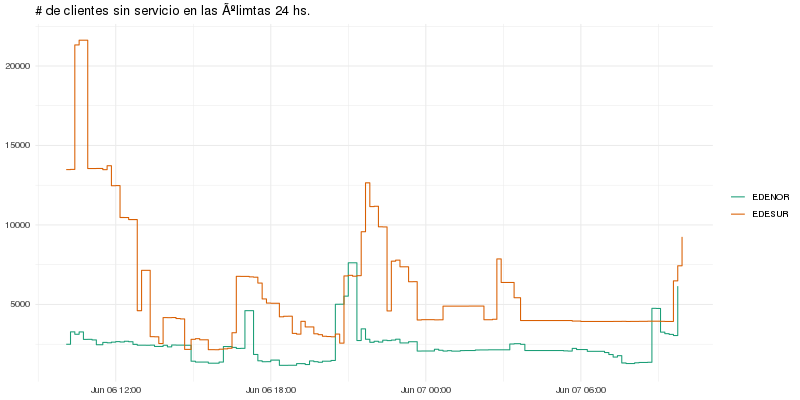 # de clientes sin servicio en las Ãºlimtas 24 hs.
20000
15000
10000
5000
Jun 06 12:00
Jun 06 18:00
Jun 07 00:00
Jun 07 06:00
EDENOR
EDESUR